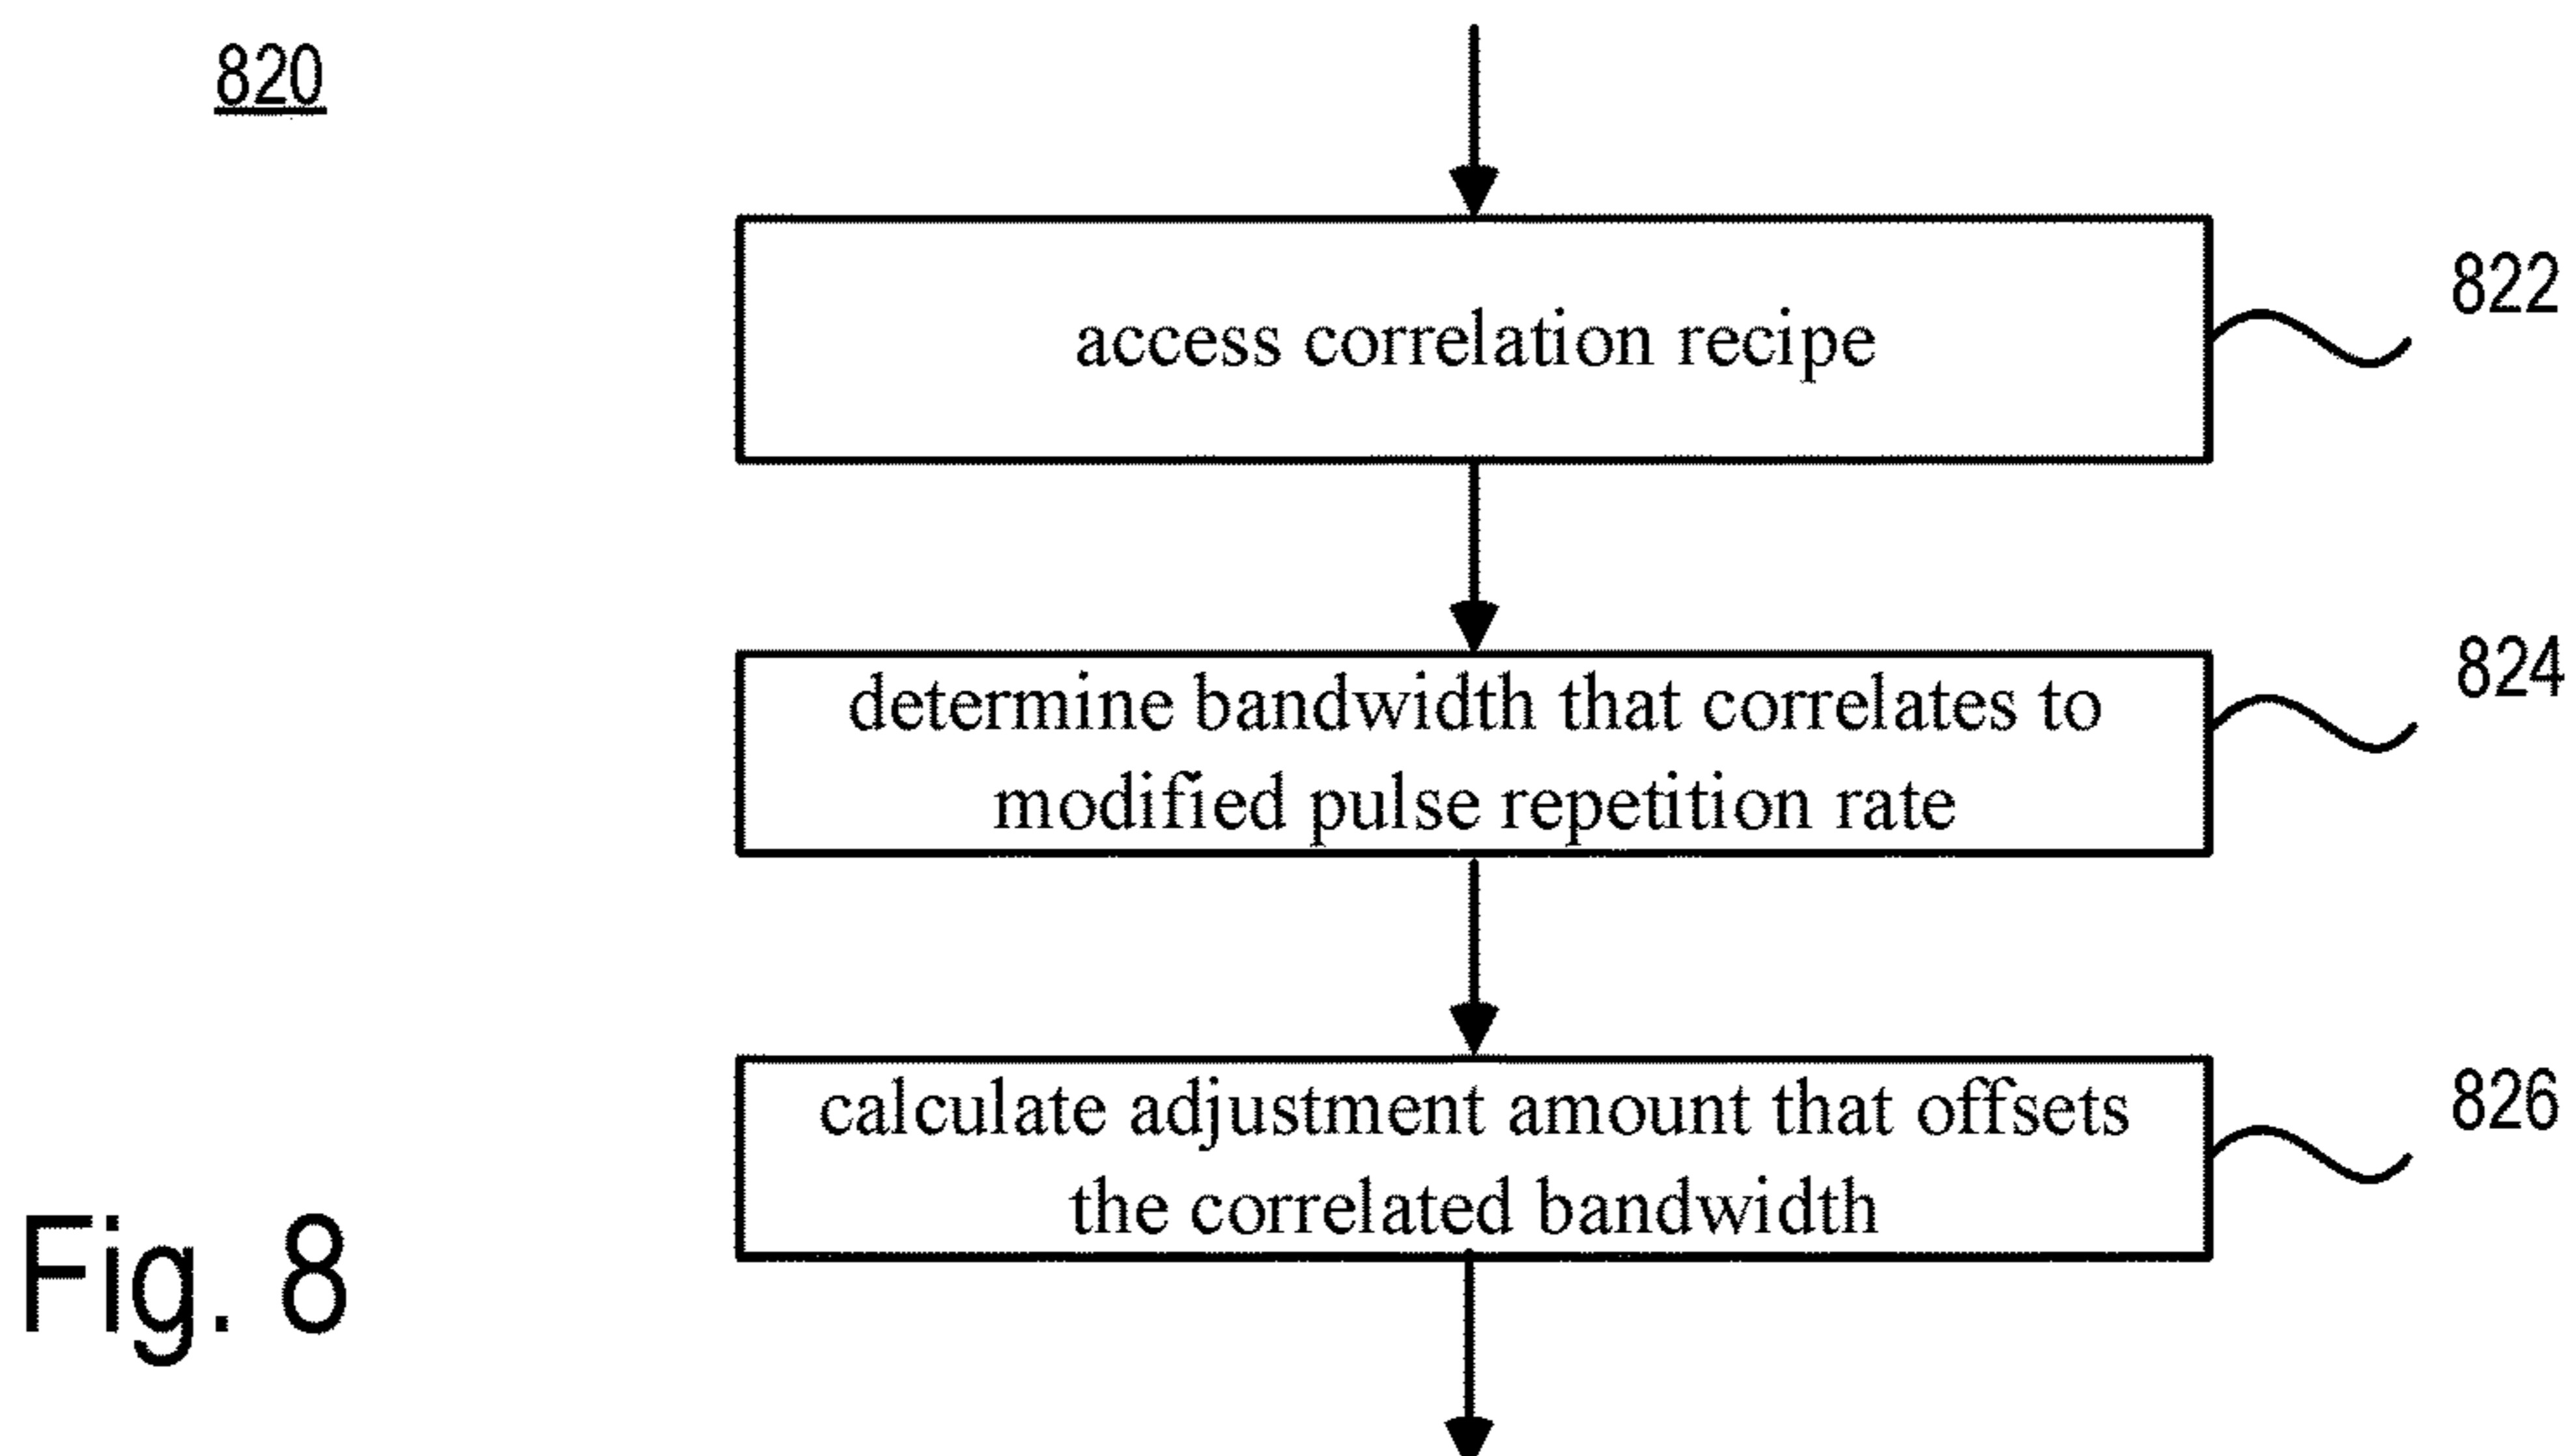 820
access correlation recipe
822
determine bandwidth that correlates to
modified pulse repetition rate
824
calculate adjustment amount that offsets
the correlated bandwidth
826
Fig. 8